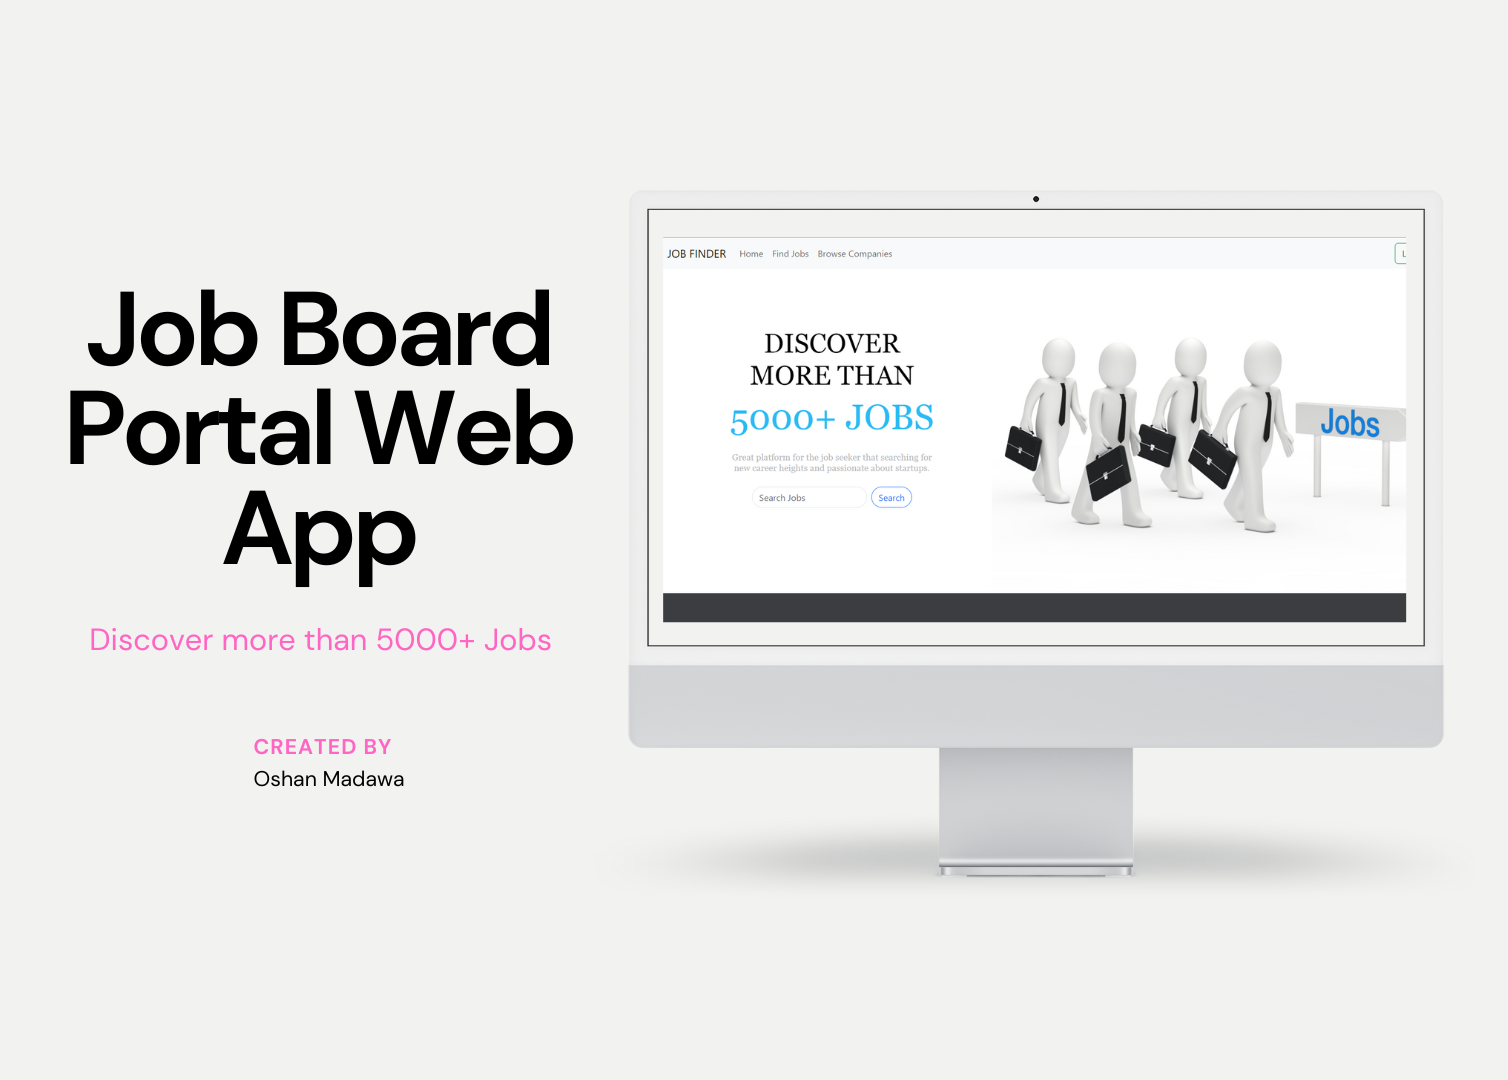 Job Board
Portal Web
App
Discover more than 5000+ Jobs
CREATED BY
Oshan Madawa
JOB FINDER Home Find Jobs Browse Companies
DISCOVER
MORE THAN
5000+ JOBS
Great platform for the job seeker that searching for
new career heights and passionate about startups.
Search Jobs Search
Jobs